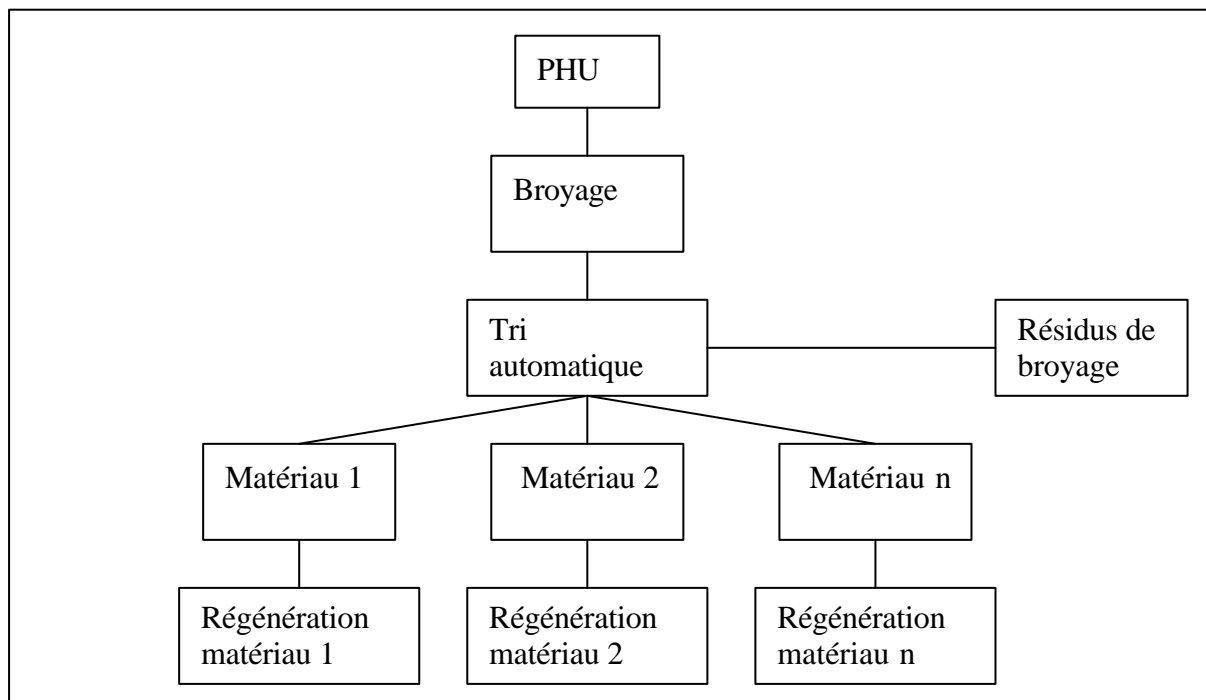 PHU
Broyage
Tri
automatique
Résidus de
broyage
Matériau 1
Matériau 2
Matériau n
Régénération
matériau 1
Régénération
matériau 2
Régénération
matériau n